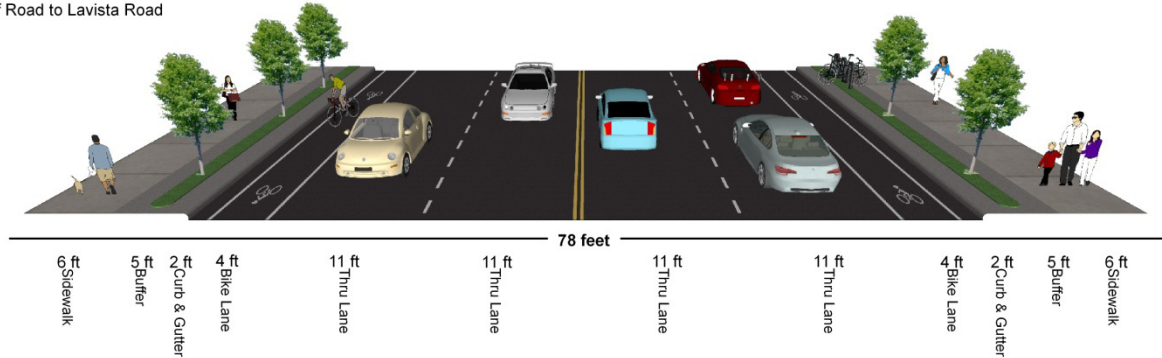 Road to Lavista Road
78 feet
6 ft Sidewalk
5 ft Buffer
2 ft Curb & Gutter
4 ft Bike Lane
11 ft Thru Lane
11 ft Thru Lane
11 ft Thru Lane
11 ft Thru Lane
4 ft Bike Lane
2 ft Curb & Gutter
5 ft Buffer
6 ft Sidewalk